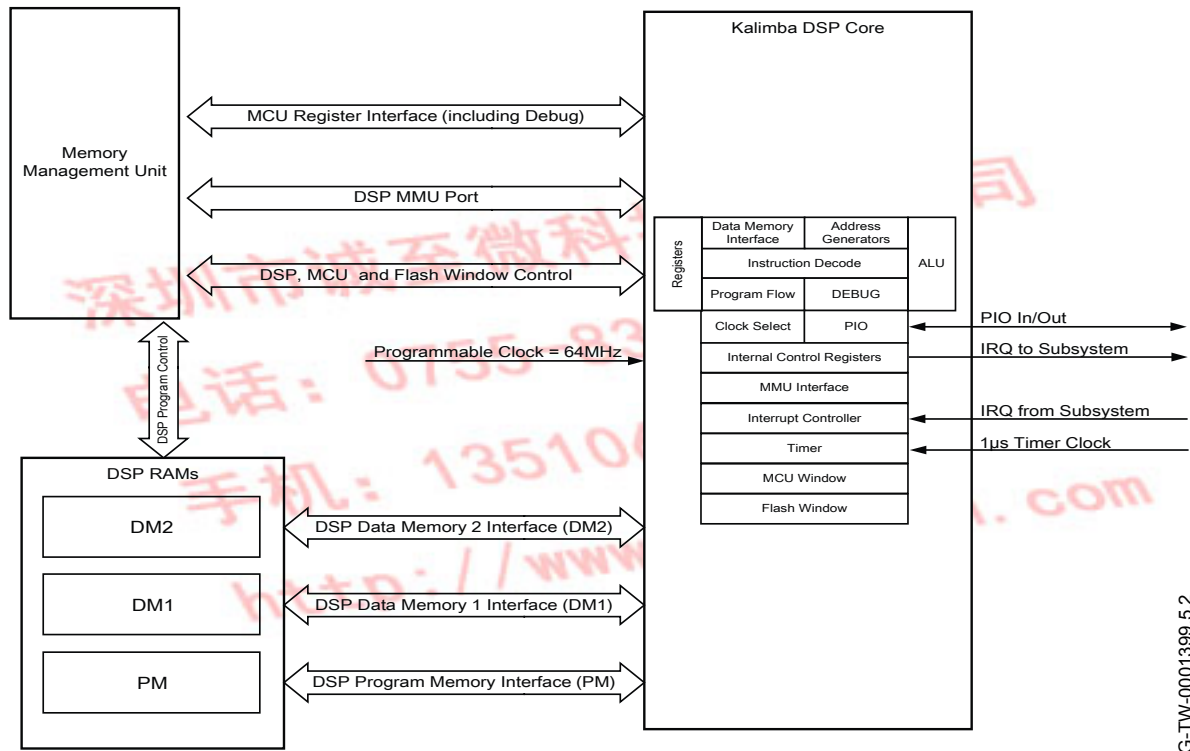 Kalimba DSP Core
MCU Register Interface (including Debug)
Memory
Management Unit
DSP MMU Port
DSP, MCU and Flash Window Control
Registers
Data Memory
Interface
Address
Generators
ALU
Instruction Decode
Program Flow
DEBUG
Clock Select
PIO
PIO In/Out
Programmable Clock = 64MHz
Internal Control Registers
IRQ to Subsystem
MMU Interface
Interrupt Controller
IRQ from Subsystem
Timer
1µs Timer Clock
MCU Window
Flash Window
DSP Program Control
DSP RAMs
DM2
DSP Data Memory 2 Interface (DM2)
DM1
DSP Data Memory 1 Interface (DM1)
PM
DSP Program Memory Interface (PM)
G-TW-0001399.5.2
深圳市诚至微科
司
电话：0755-83
手机：13510
http://www
.com